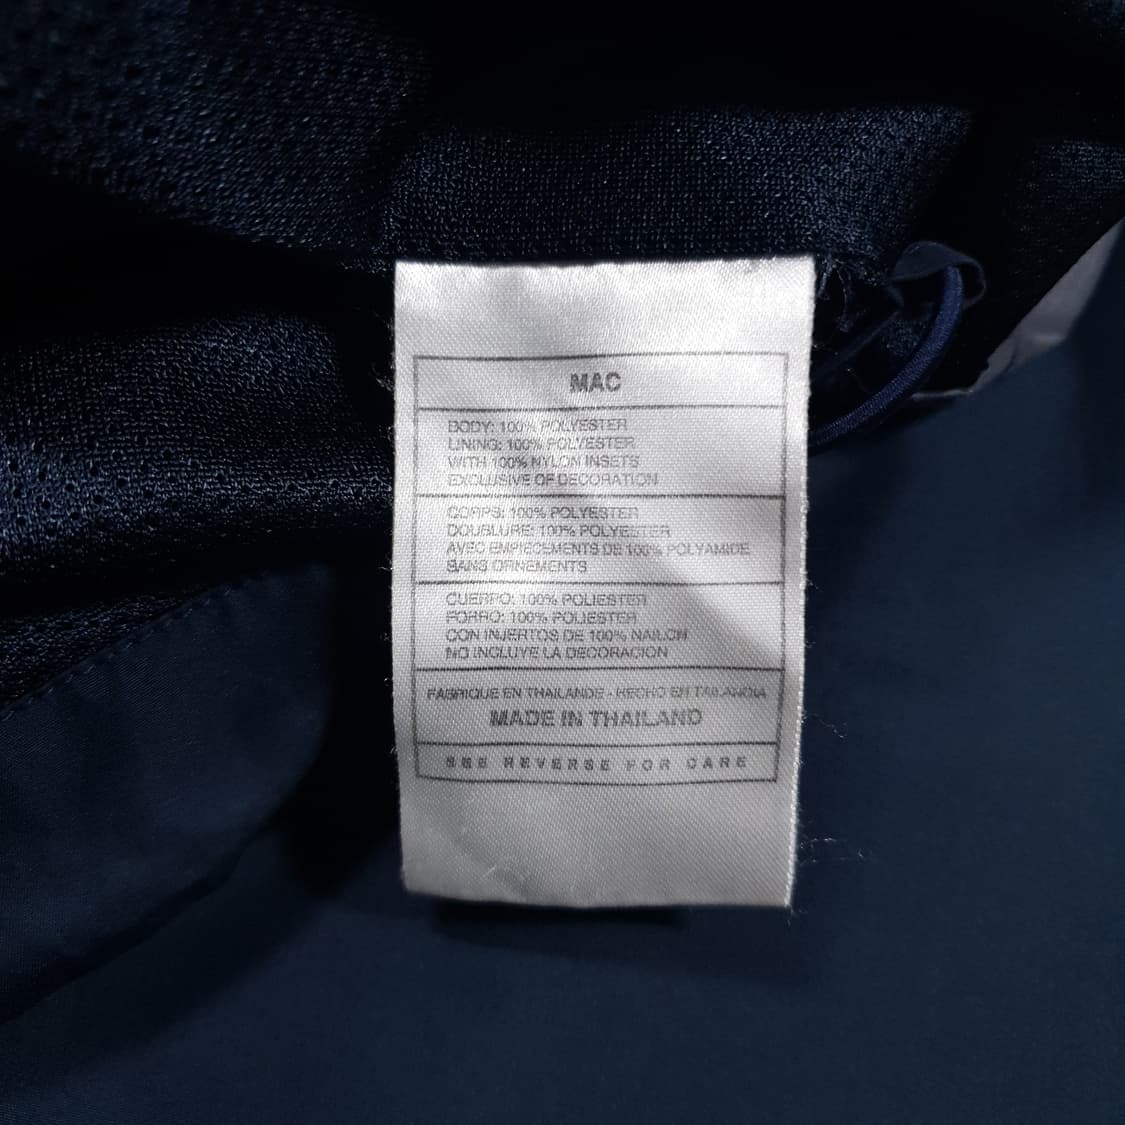 MAC
BODY: 100% POLYESTER
LINING: 100% POLYESTER
WITH 100% NYLON INSETS
EXCLUSIVE OF DECORATION
CORPS: 100% POLYESTER
DOUBLURE: 100% POLYESTER
AVEC EMPIECEMENTS DE 100% POLYAMIDE
SANS ORNEMENTS
CUERPO: 100% POLIESTER
FORRO: 100% POLIESTER
CON INJERTOS DE 100% NAILON
NO INCLUYE LA DECORACION
FABRIQUE EN THAILANDE - HECHO EN TAILANDIA
MADE IN THAILAND
SEE REVERSE FOR CARE